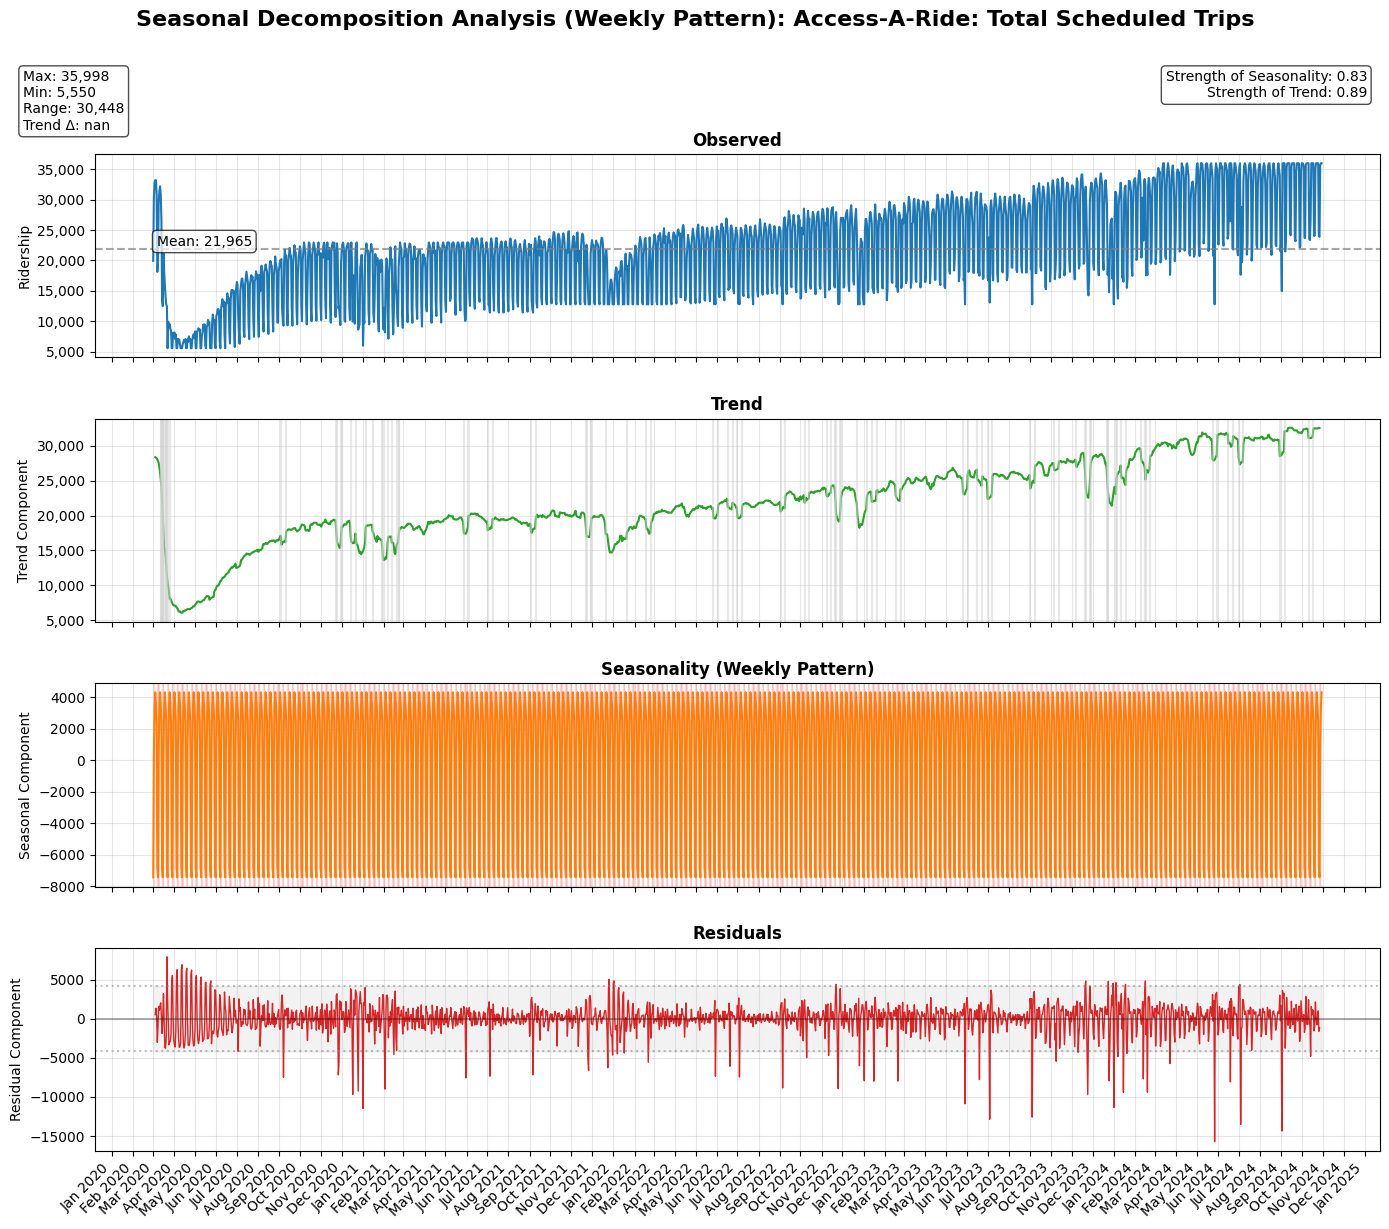 Seasonal Decomposition Analysis (Weekly Pattern): Access-A-Ride: Total Scheduled Trips
Max: 35,998
Min: 5,550
Range: 30,448
Trend Δ: nan
Strength of Seasonality: 0.83
Strength of Trend: 0.89
Observed
Ridership
35,000
30,000
25,000
20,000
15,000
10,000
5,000
Mean: 21,965
Trend
Trend Component
30,000
25,000
20,000
15,000
10,000
5,000
Seasonality (Weekly Pattern)
Seasonal Component
4000
2000
0
−2000
−4000
−6000
−8000
Residuals
Residual Component
5000
0
−5000
−10000
−15000
Jan 2020
Feb 2020
Mar 2020
Apr 2020
May 2020
Jun 2020
Jul 2020
Aug 2020
Sep 2020
Oct 2020
Nov 2020
Dec 2020
Jan 2021
Feb 2021
Mar 2021
Apr 2021
May 2021
Jun 2021
Jul 2021
Aug 2021
Sep 2021
Oct 2021
Nov 2021
Dec 2021
Jan 2022
Feb 2022
Mar 2022
Apr 2022
May 2022
Jun 2022
Jul 2022
Aug 2022
Sep 2022
Oct 2022
Nov 2022
Dec 2022
Jan 2023
Feb 2023
Mar 2023
Apr 2023
May 2023
Jun 2023
Jul 2023
Aug 2023
Sep 2023
Oct 2023
Nov 2023
Dec 2023
Jan 2024
Feb 2024
Mar 2024
Apr 2024
May 2024
Jun 2024
Jul 2024
Aug 2024
Sep 2024
Oct 2024
Nov 2024
Dec 2024
Jan 2025